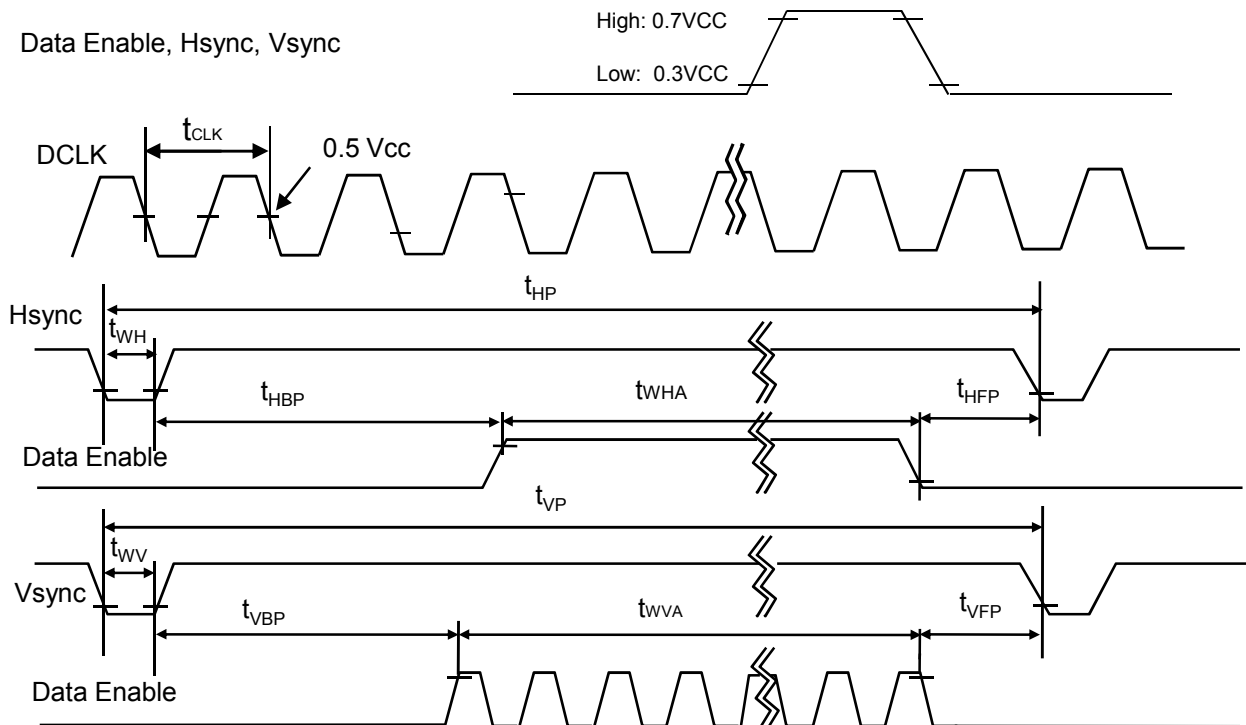 High: 0.7VCC
Data Enable, Hsync, Vsync
Low: 0.3VCC
tCLK
0.5 Vcc
DCLK
tHP
Hsync
tWH
tHBP
tWHA
tHFP
Data Enable
tVP
tWV
Vsync
tVBP
tWVA
tVFP
Data Enable